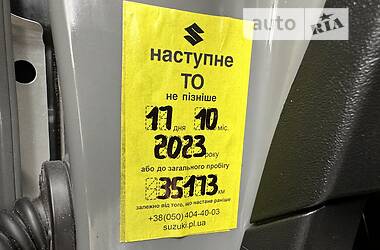 auto RIA
наступне
ТО
не пізніше
17 дня 10 міс.
2023 року
або до загального пробігу
35173 км
залежно від того, що настане раніше
+38(050) 404-40-03
suzuki.pl.ua